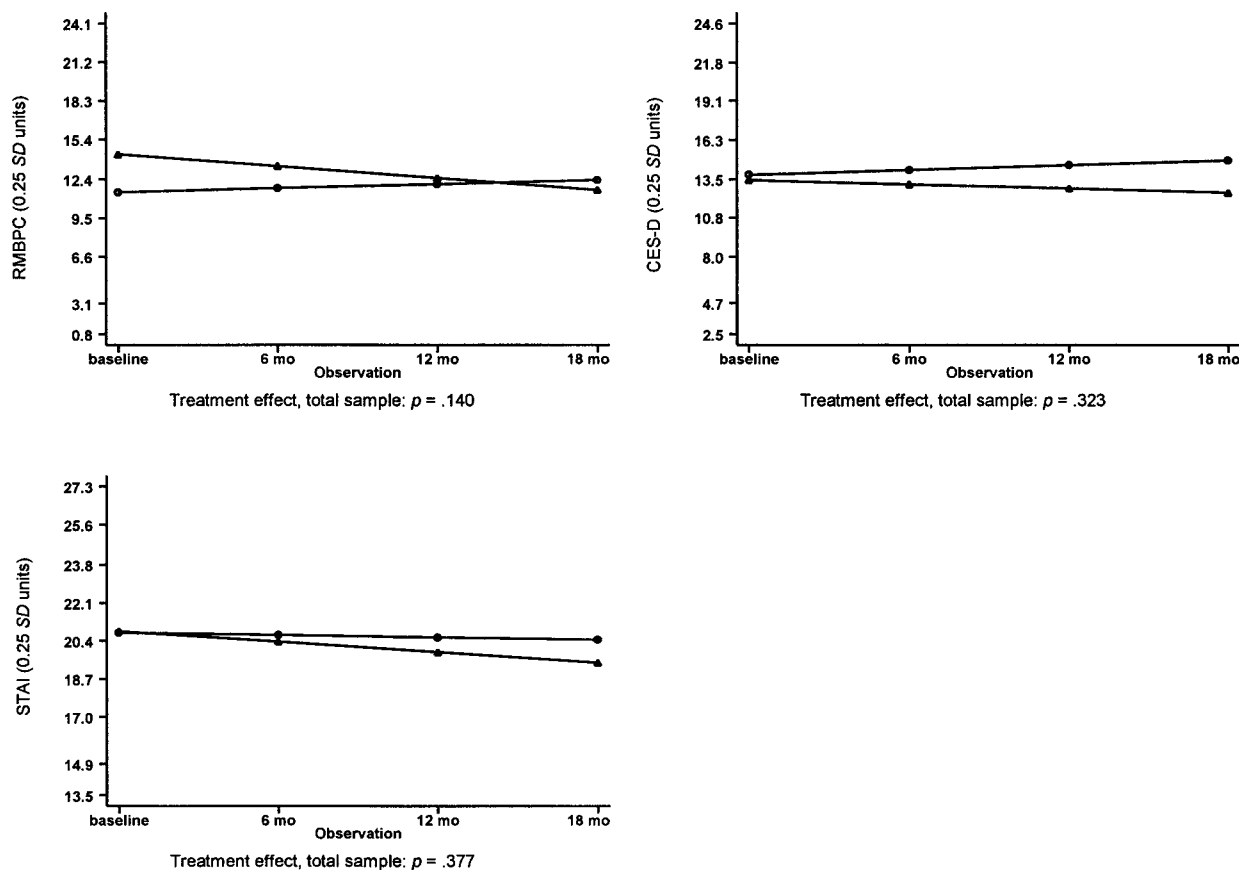 RMBPC (0.25 SD units)
24.1
21.2
18.3
15.4
12.4
9.5
6.6
3.1
0.8
baseline 6 mo 12 mo 18 mo
Observation
Treatment effect, total sample: p = .140
CES-D (0.25 SD units)
24.6
21.8
19.1
16.3
13.5
10.8
8.0
4.7
2.5
baseline 6 mo 12 mo 18 mo
Observation
Treatment effect, total sample: p = .323
STAI (0.25 SD units)
27.3
25.6
23.8
22.1
20.4
18.7
17.0
14.9
13.5
baseline 6 mo 12 mo 18 mo
Observation
Treatment effect, total sample: p = .377